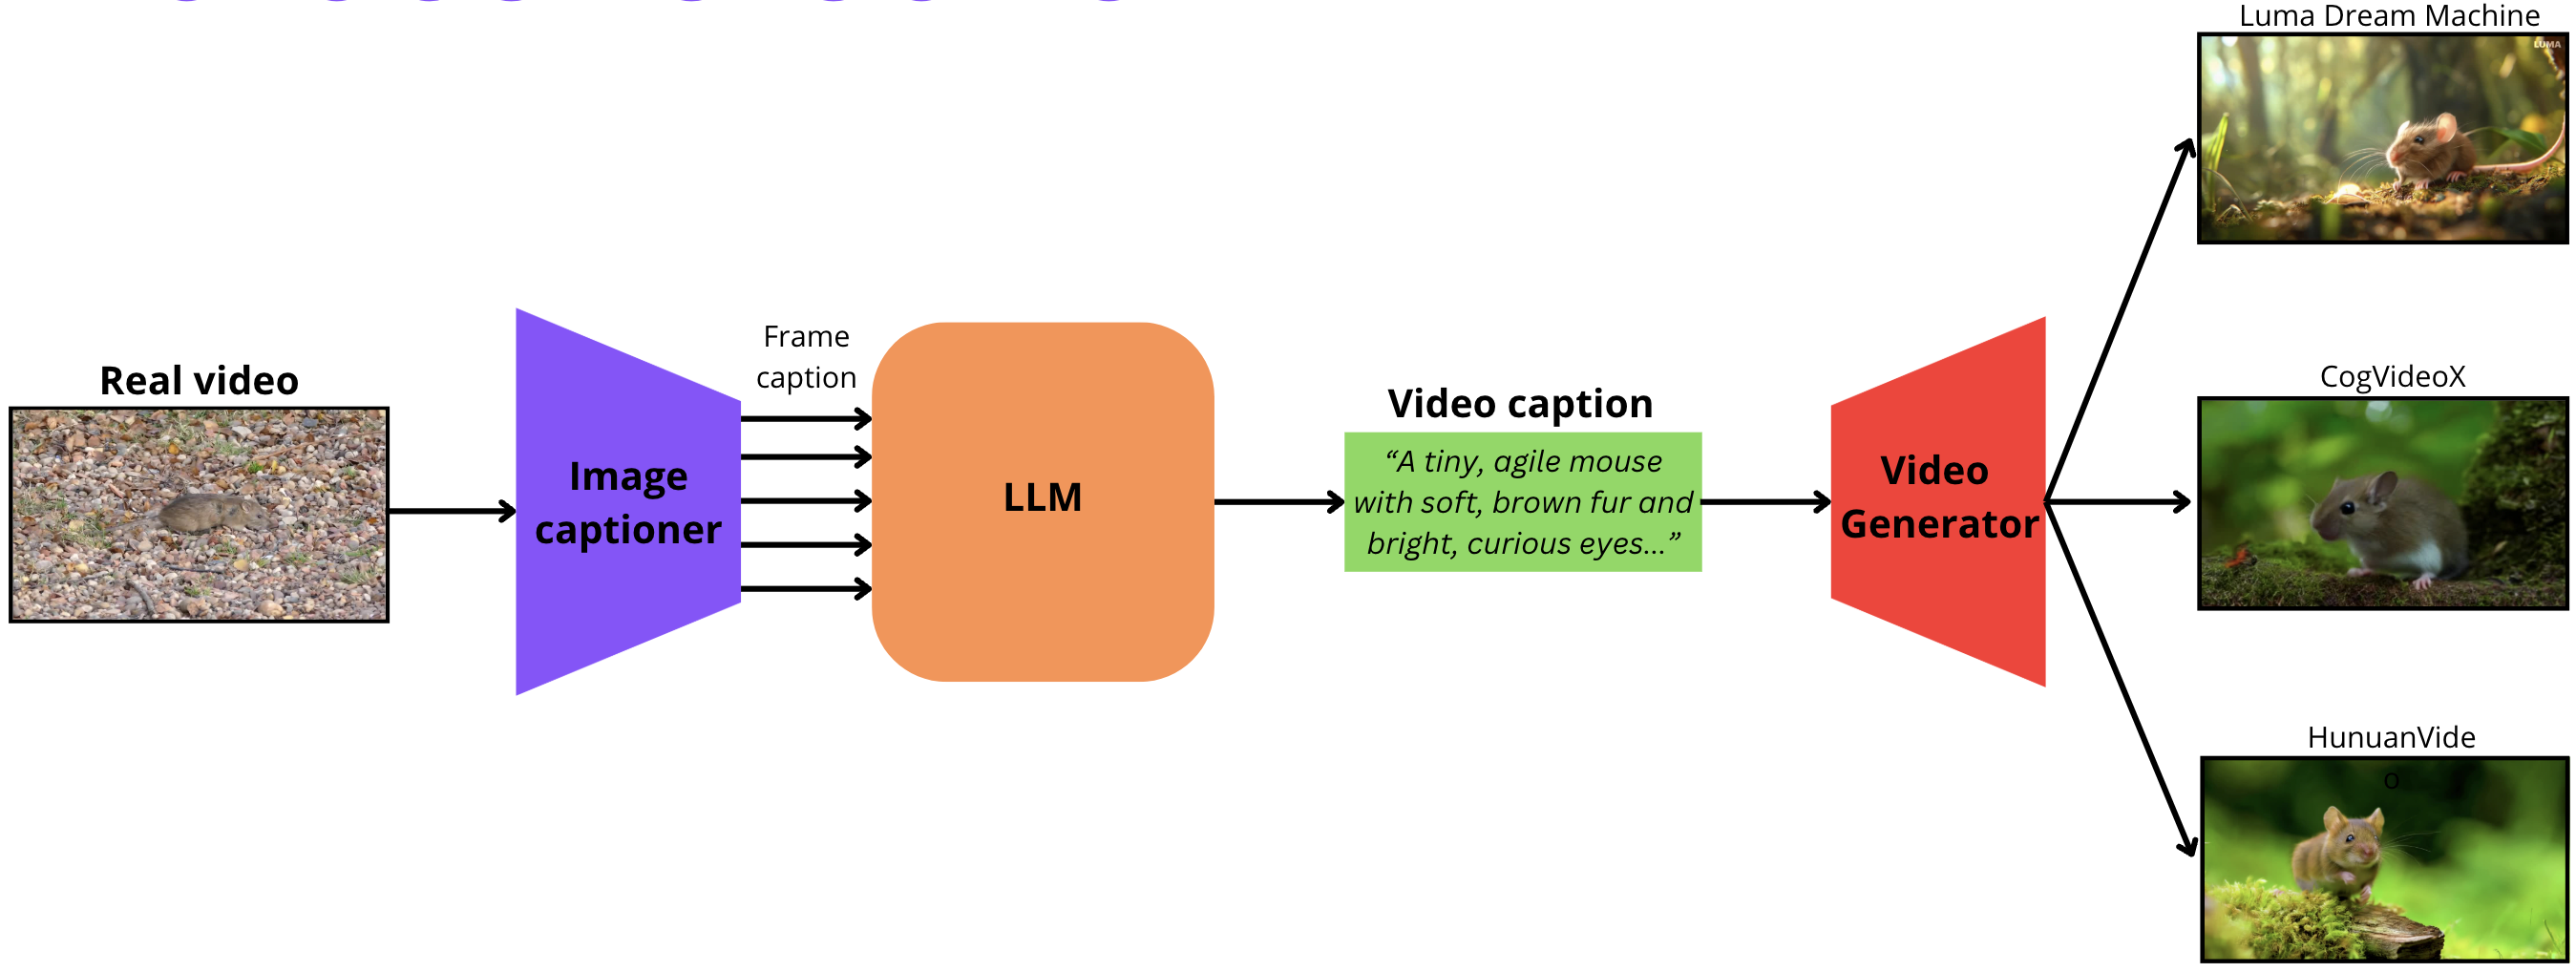 Luma Dream Machine
LUMA
Real video
Image
captioner
Frame
caption
LLM
Video caption
“A tiny, agile mouse
with soft, brown fur and
bright, curious eyes...”
Video
Generator
CogVideoX
HunuanVide
o